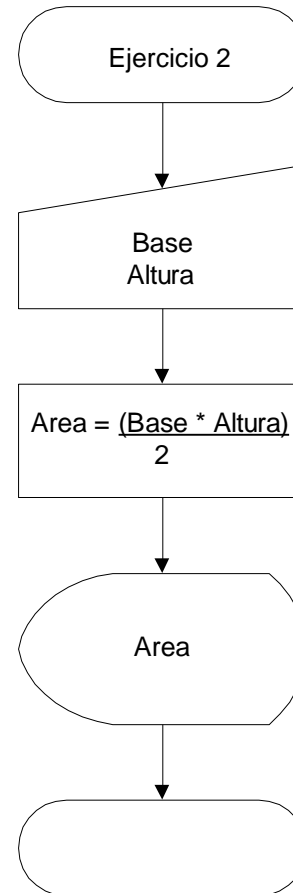 Ejercicio 2
Base
Altura
Area = (Base * Altura)
2
Area